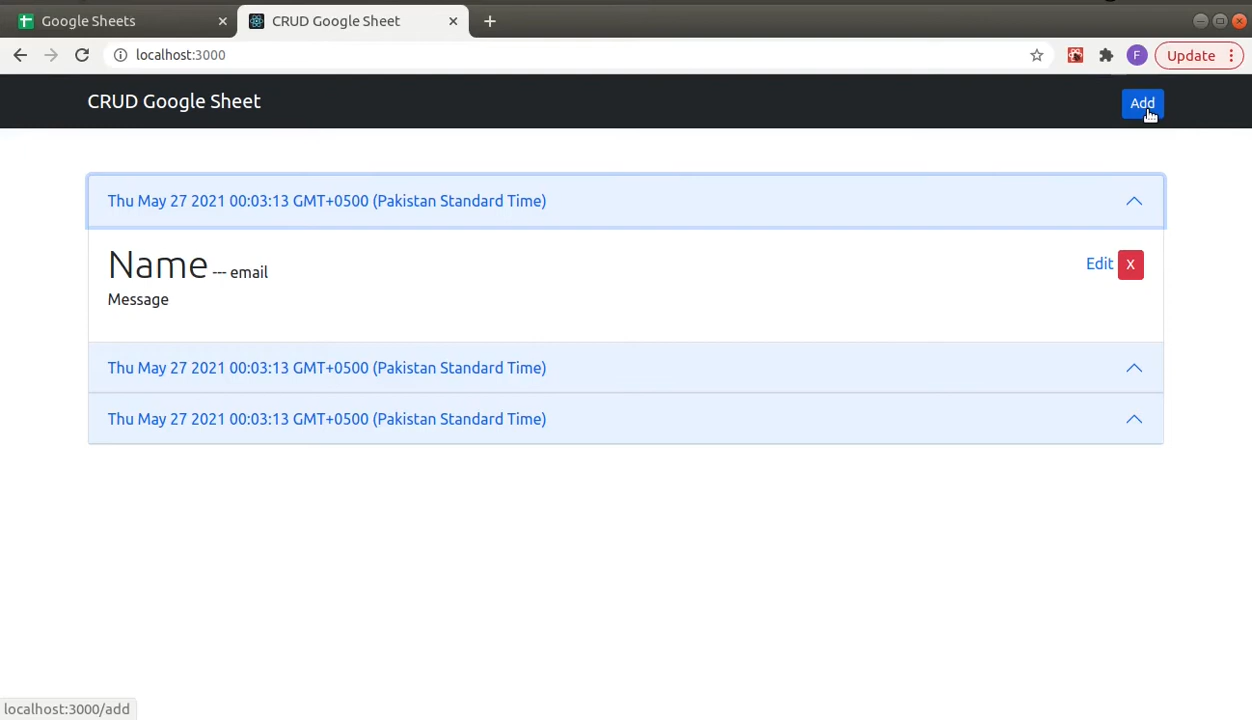 Google Sheets
CRUD Google Sheet
localhost:3000
F
Update
CRUD Google Sheet
Add
Thu May 27 2021 00:03:13 GMT+0500 (Pakistan Standard Time)
Name --- email
Edit X
Message
Thu May 27 2021 00:03:13 GMT+0500 (Pakistan Standard Time)
Thu May 27 2021 00:03:13 GMT+0500 (Pakistan Standard Time)
localhost:3000/add